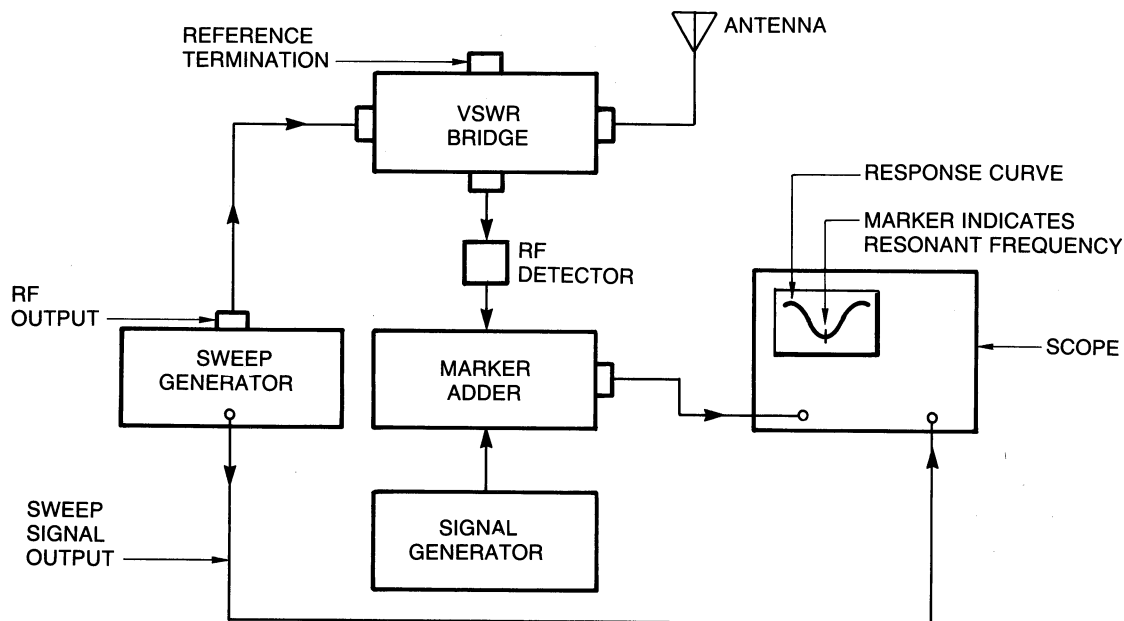 REFERENCE
TERMINATION
ANTENNA
VSWR
BRIDGE
RESPONSE CURVE
MARKER INDICATES
RESONANT FREQUENCY
RF
DETECTOR
RF
OUTPUT
SWEEP
GENERATOR
MARKER
ADDER
SCOPE
SWEEP
SIGNAL
OUTPUT
SIGNAL
GENERATOR